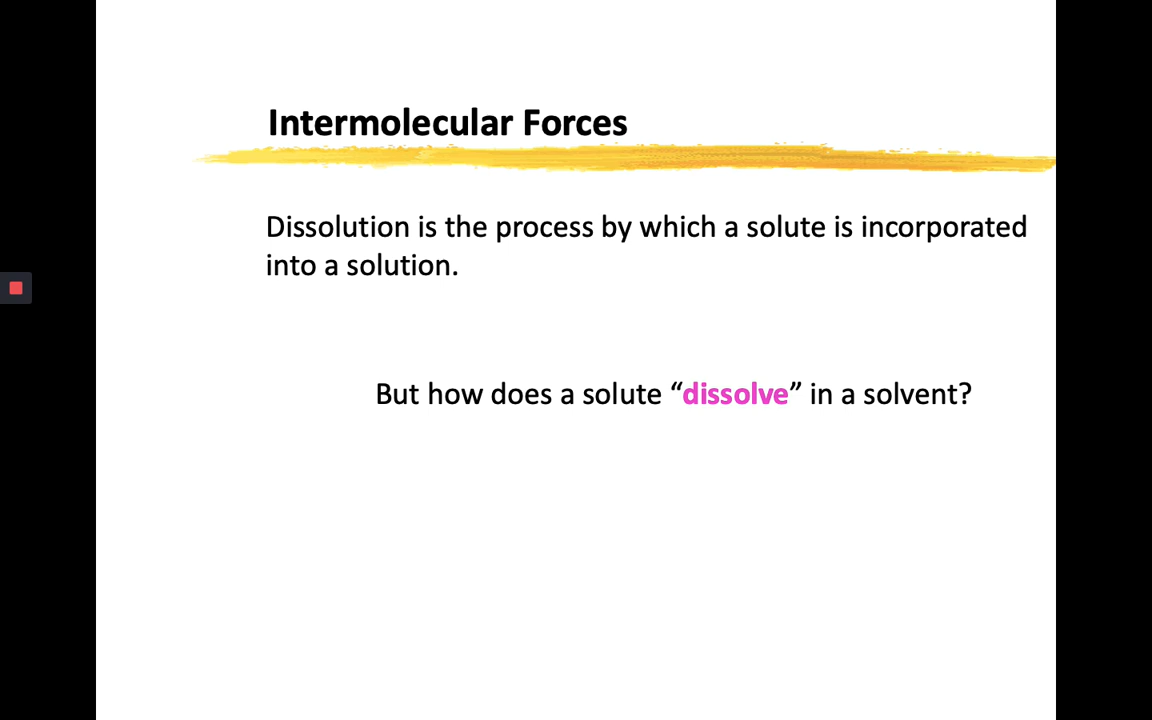 Intermolecular Forces
Dissolution is the process by which a solute is incorporated
into a solution.
But how does a solute “dissolve” in a solvent?